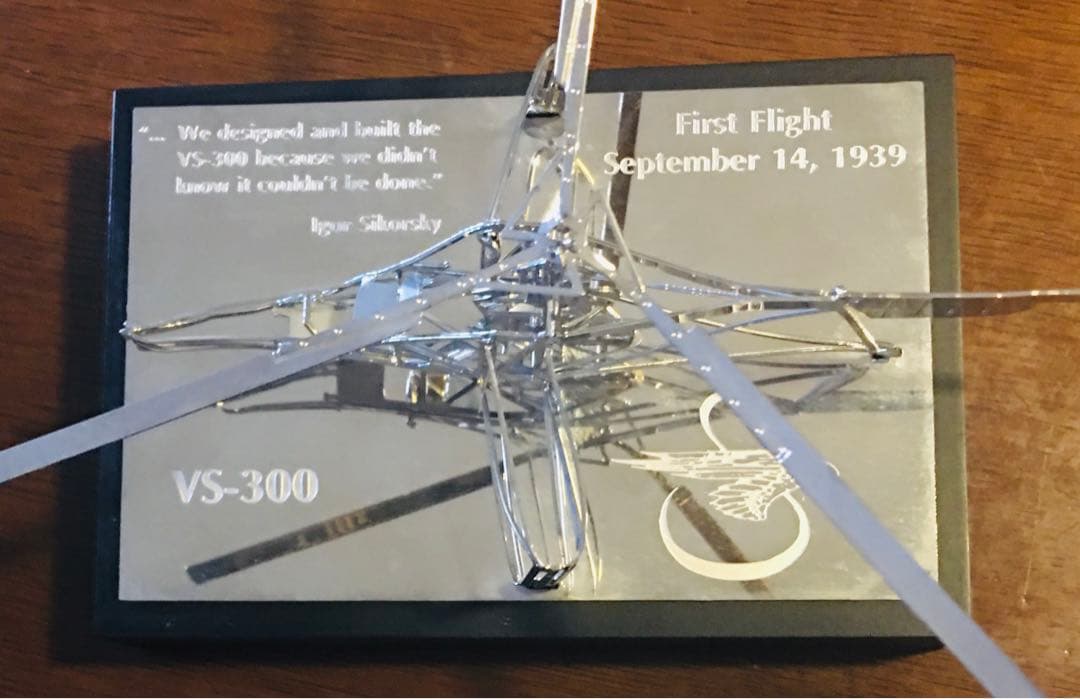 "... We designed and built the
VS-300 because we didn't
know it couldn't be done."
Igor Sikorsky
First Flight
September 14, 1939
VS-300